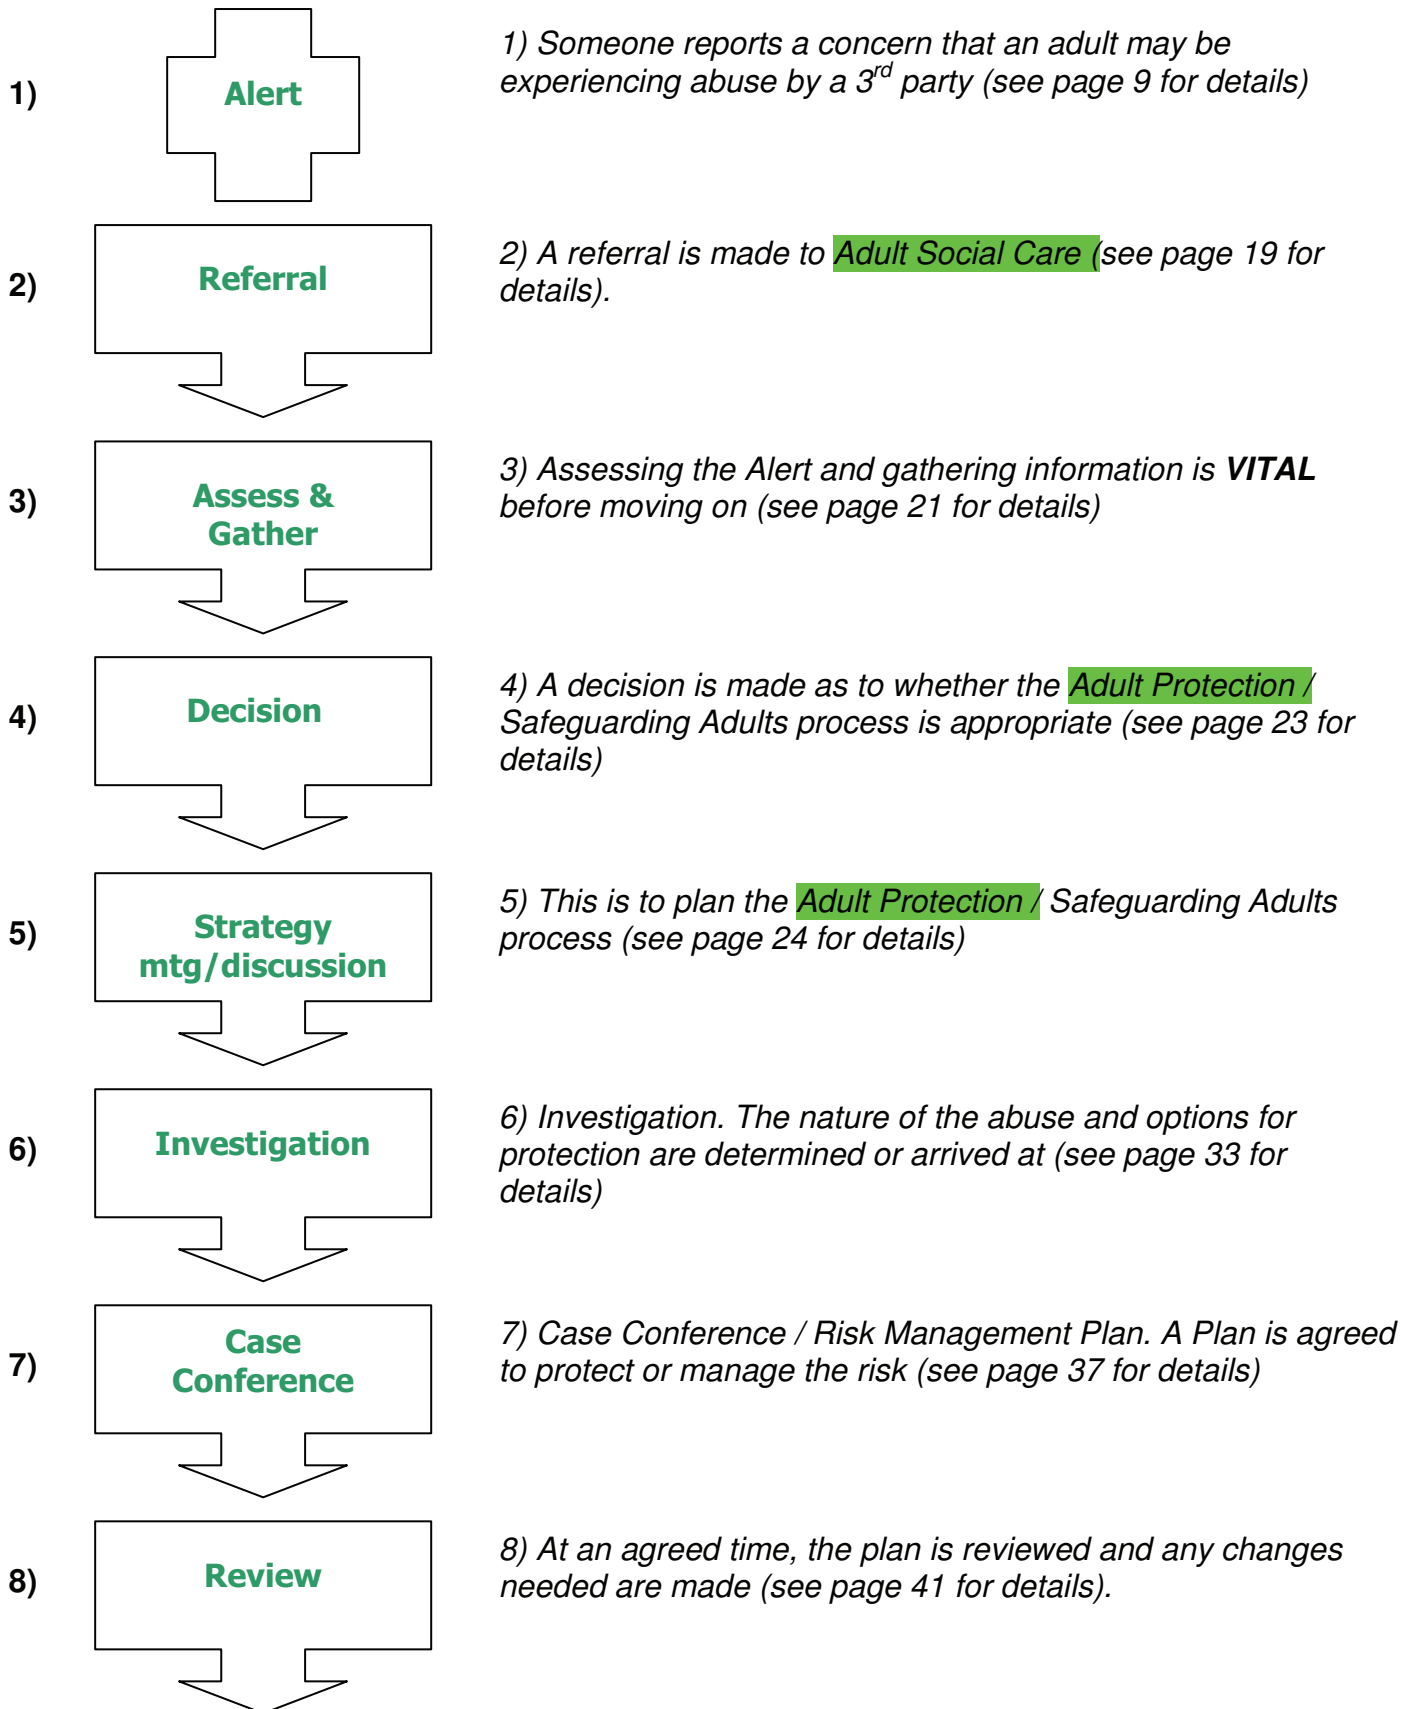 1)
Alert
1) Someone reports a concern that an adult may be
experiencing abuse by a 3rd party (see page 9 for details)
2)
Referral
2) A referral is made to Adult Social Care (see page 19 for
details).
3)
Assess &
Gather
3) Assessing the Alert and gathering information is VITAL
before moving on (see page 21 for details)
4)
Decision
4) A decision is made as to whether the Adult Protection /
Safeguarding Adults process is appropriate (see page 23 for
details)
5)
Strategy
mtg/discussion
5) This is to plan the Adult Protection / Safeguarding Adults
process (see page 24 for details)
6)
Investigation
6) Investigation. The nature of the abuse and options for
protection are determined or arrived at (see page 33 for
details)
7)
Case
Conference
7) Case Conference / Risk Management Plan. A Plan is agreed
to protect or manage the risk (see page 37 for details)
8)
Review
8) At an agreed time, the plan is reviewed and any changes
needed are made (see page 41 for details).